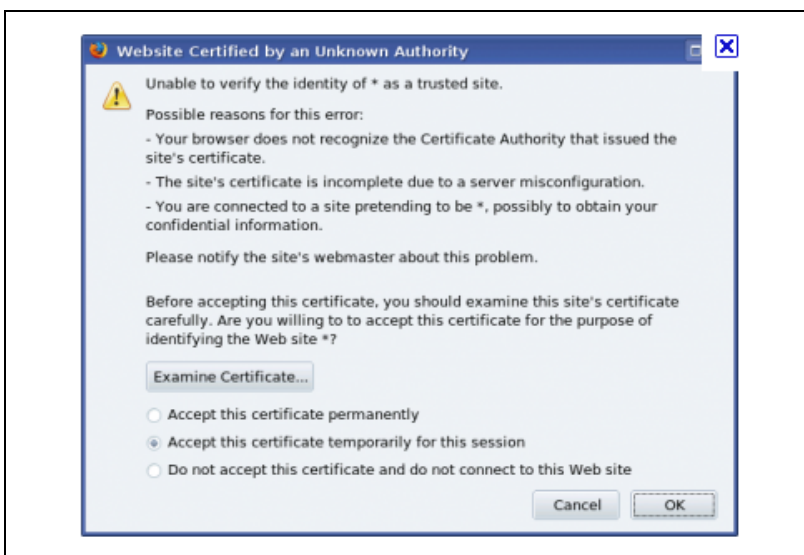 Website Certified by an Unknown Authority
Unable to verify the identity of * as a trusted site.
Possible reasons for this error:
- Your browser does not recognize the Certificate Authority that issued the
site's certificate.
- The site's certificate is incomplete due to a server misconfiguration.
- You are connected to a site pretending to be *, possibly to obtain your
confidential information.
Please notify the site's webmaster about this problem.
Before accepting this certificate, you should examine this site's certificate
carefully. Are you willing to to accept this certificate for the purpose of
identifying the Web site *?
Examine Certificate...
Accept this certificate permanently
Accept this certificate temporarily for this session
Do not accept this certificate and do not connect to this Web site
Cancel OK